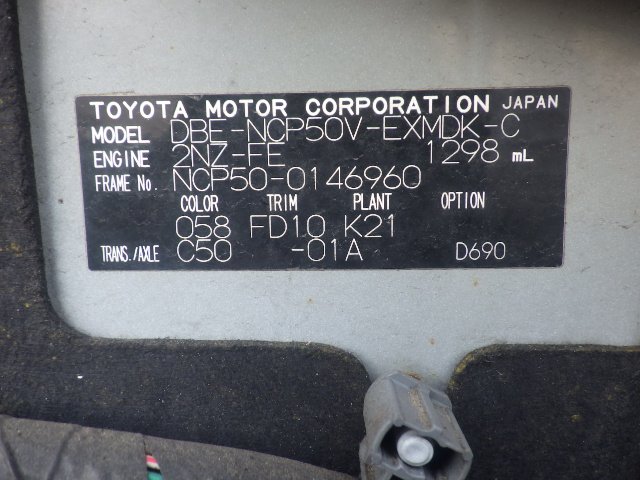 TOYOTA MOTOR CORPORATION JAPAN
MODEL DBE-NCP50V-EXMDK-C
ENGINE 2NZ-FE 1298 mL
FRAME No. NCP50-0146960
COLOR TRIM PLANT OPTION
058 FD10 K21
TRANS./AXLE C50 -01A D690